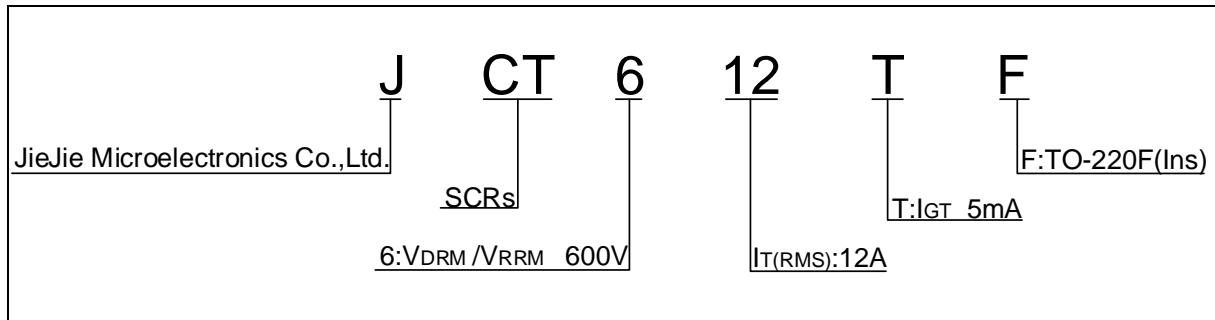 J CT 6 12 T F
JieJie Microelectronics Co.,Ltd.
F:TO-220F(Ins)
SCRs
T:IGT 5mA
6:VDRM/VRRM 600V
IT(RMS):12A